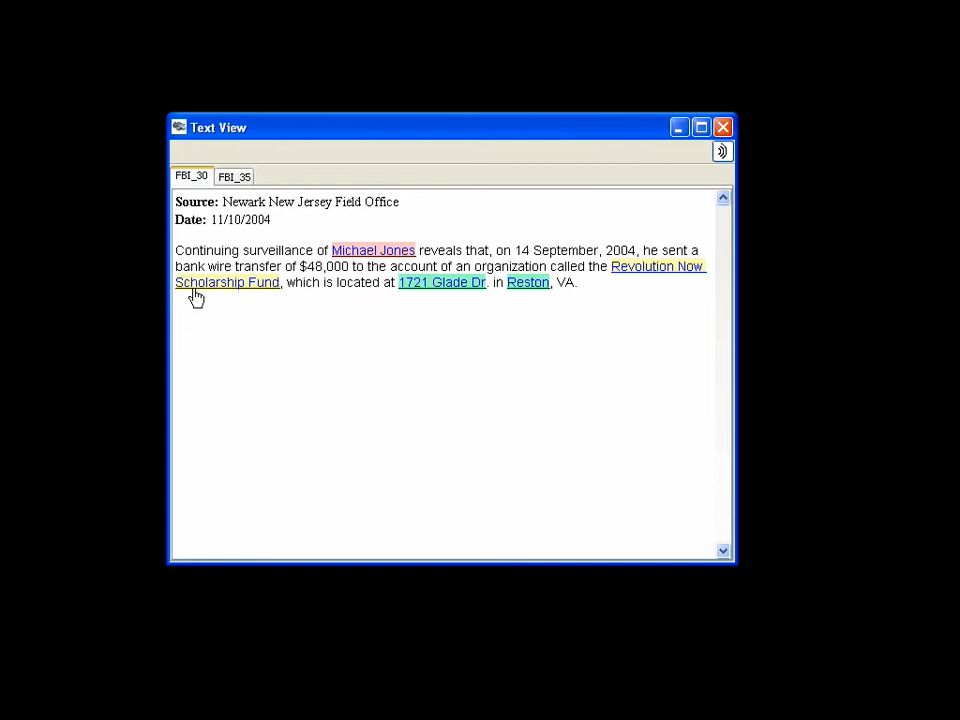 Text View
FBI_30 FBI_35
Source: Newark New Jersey Field Office
Date: 11/10/2004
Continuing surveillance of Michael Jones reveals that, on 14 September, 2004, he sent a
bank wire transfer of $48,000 to the account of an organization called the Revolution Now
Scholarship Fund, which is located at 1721 Glade Dr. in Reston, VA.